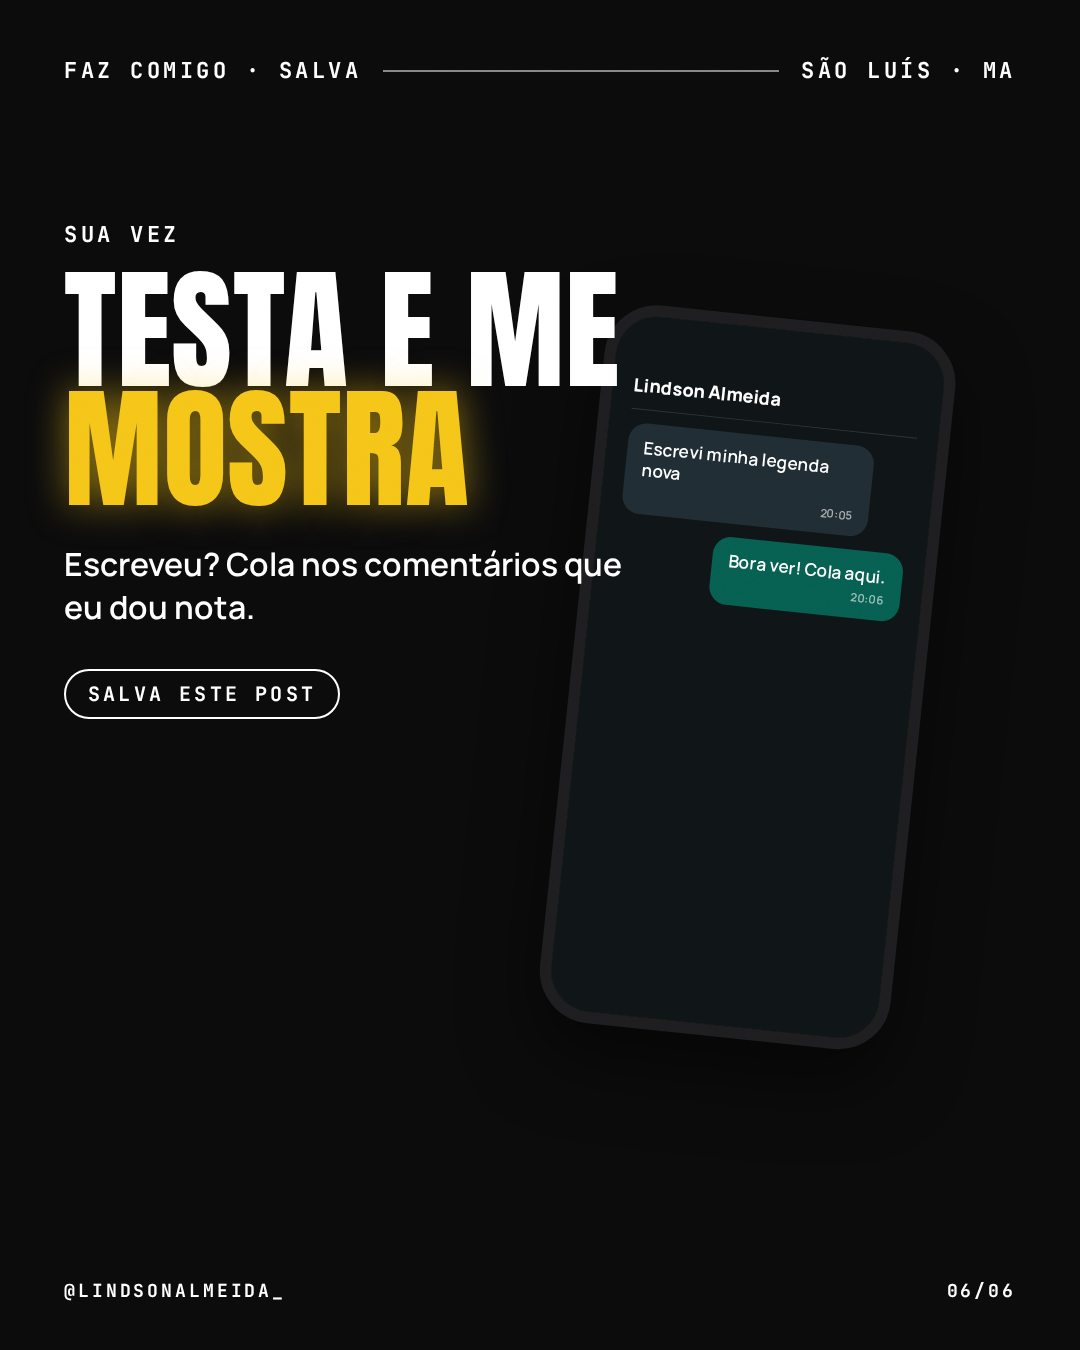 FAZ COMIGO · SALVA
SÃO LUÍS · MA
SUA VEZ
TESTA E ME
MOSTRA
Escreveu? Cola nos comentários que
eu dou nota.
SALVA ESTE POST
Lindson Almeida
Escrevi minha legenda
nova
20:05
Bora ver! Cola aqui.
20:06
@LINDSONALMEIDA_
06/06